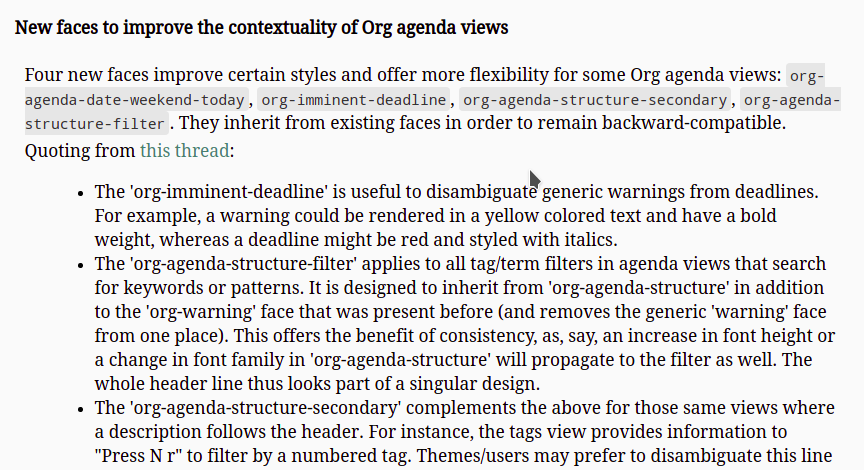 New faces to improve the contextuality of Org agenda views
Four new faces improve certain styles and offer more flexibility for some Org agenda views: org-
agenda-date-weekend-today, org-imminent-deadline, org-agenda-structure-secondary, org-agenda-
structure-filter. They inherit from existing faces in order to remain backward-compatible.
Quoting from this thread:
• The 'org-imminent-deadline' is useful to disambiguate generic warnings from deadlines.
For example, a warning could be rendered in a yellow colored text and have a bold
weight, whereas a deadline might be red and styled with italics.
• The 'org-agenda-structure-filter' applies to all tag/term filters in agenda views that search
for keywords or patterns. It is designed to inherit from 'org-agenda-structure' in addition
to the 'org-warning' face that was present before (and removes the generic 'warning' face
from one place). This offers the benefit of consistency, as, say, an increase in font height or
a change in font family in 'org-agenda-structure' will propagate to the filter as well. The
whole header line thus looks part of a singular design.
• The 'org-agenda-structure-secondary' complements the above for those same views where
a description follows the header. For instance, the tags view provides information to
"Press N r" to filter by a numbered tag. Themes/users may prefer to disambiguate this line